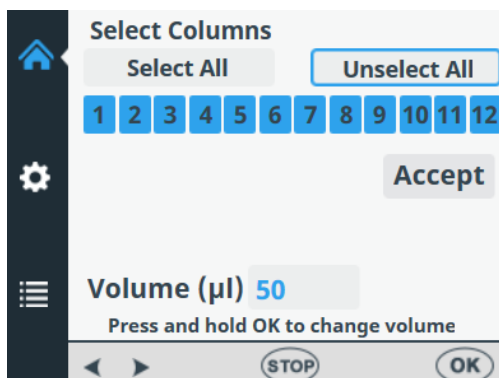 Select Columns
Select All Unselect All
1 2 3 4 5 6 7 8 9 10 11 12
Accept
Volume (µl) 50
Press and hold OK to change volume
STOP OK